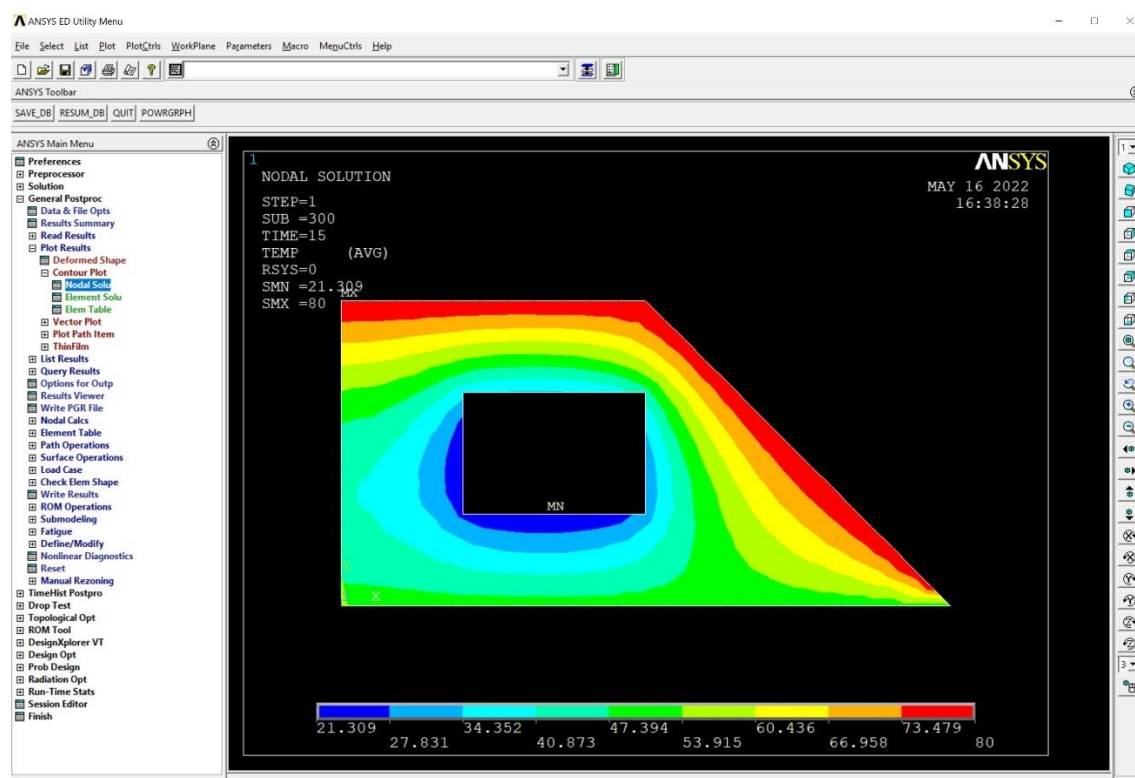 ANSYS ED Utility Menu
File Select List Plot PlotCtrls WorkPlane Parameters Macro MenuCtrls Help
ANSYS Toolbar
SAVE_DB RESUM_DB QUIT POWRGRPH
ANSYS Main Menu
Preferences
Preprocessor
Solution
General Postproc
Data & File Opts
Results Summary
Read Results
Plot Results
Deformed Shape
Contour Plot
Nodal Solu
Element Solu
Elem Table
Vector Plot
Plot Path Item
ThinFilm
List Results
Query Results
Options for Outp
Results Viewer
Write PGR File
Nodal Calcs
Element Table
Path Operations
Surface Operations
Load Case
Check Elem Shape
Write Results
ROM Operations
Submodeling
Fatigue
Define/Modify
Nonlinear Diagnostics
Reset
Manual Rezoning
TimeHist Postpro
Drop Test
Topological Opt
ROM Tool
DesignXplorer VT
Design Opt
Prob Design
Radiation Opt
Run-Time Stats
Session Editor
Finish
1
NODAL SOLUTION
STEP=1
SUB =300
TIME=15
TEMP (AVG)
RSYS=0
SMN =21.309
SMX =80
ANSYS
MAY 16 2022
16:38:28
MX
MN
Y
X
21.309 34.352 47.394 60.436 73.479
27.831 40.873 53.915 66.958 80
1
3